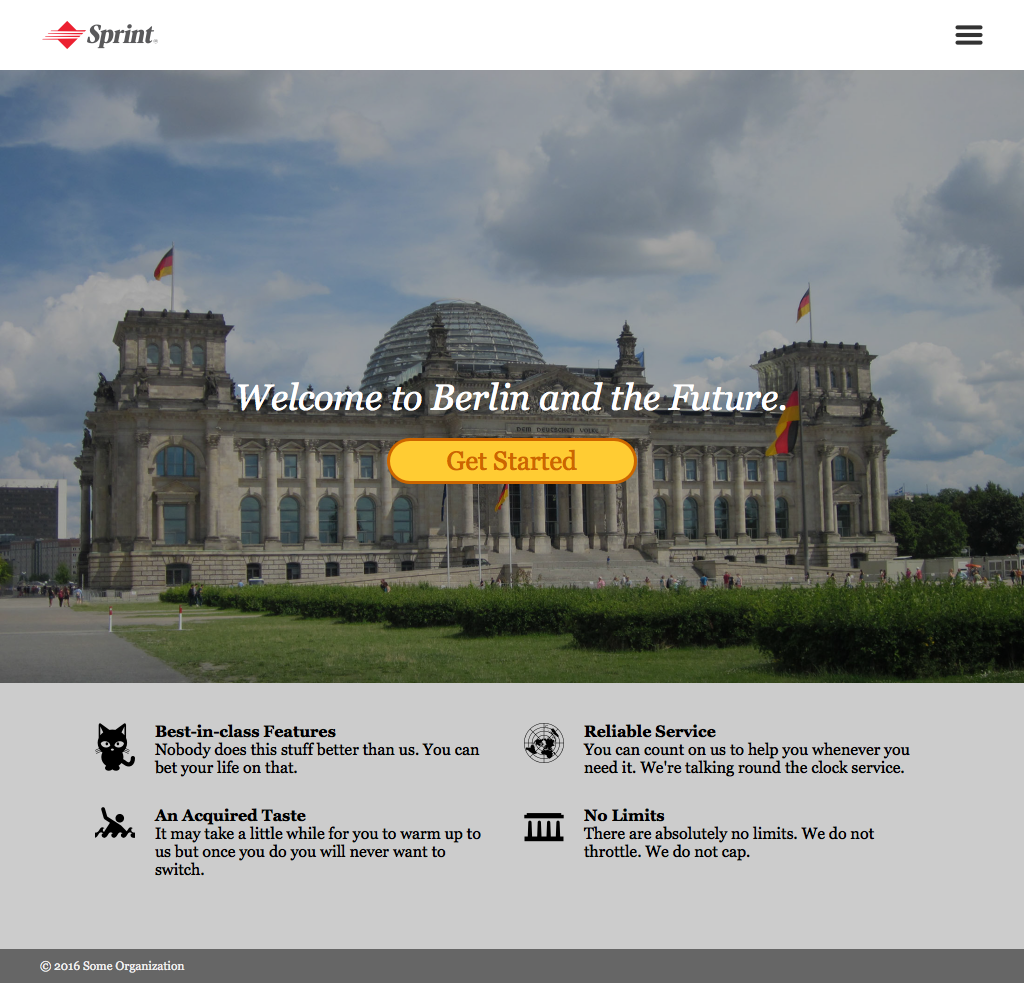 Sprint
Welcome to Berlin and the Future.
DEM DEUTSCHEN VOLKE
Get Started
Best-in-class Features
Nobody does this stuff better than us. You can
bet your life on that.
Reliable Service
You can count on us to help you whenever you
need it. We're talking round the clock service.
An Acquired Taste
It may take a little while for you to warm up to
us but once you do you will never want to
switch.
No Limits
There are absolutely no limits. We do not
throttle. We do not cap.
© 2016 Some Organization